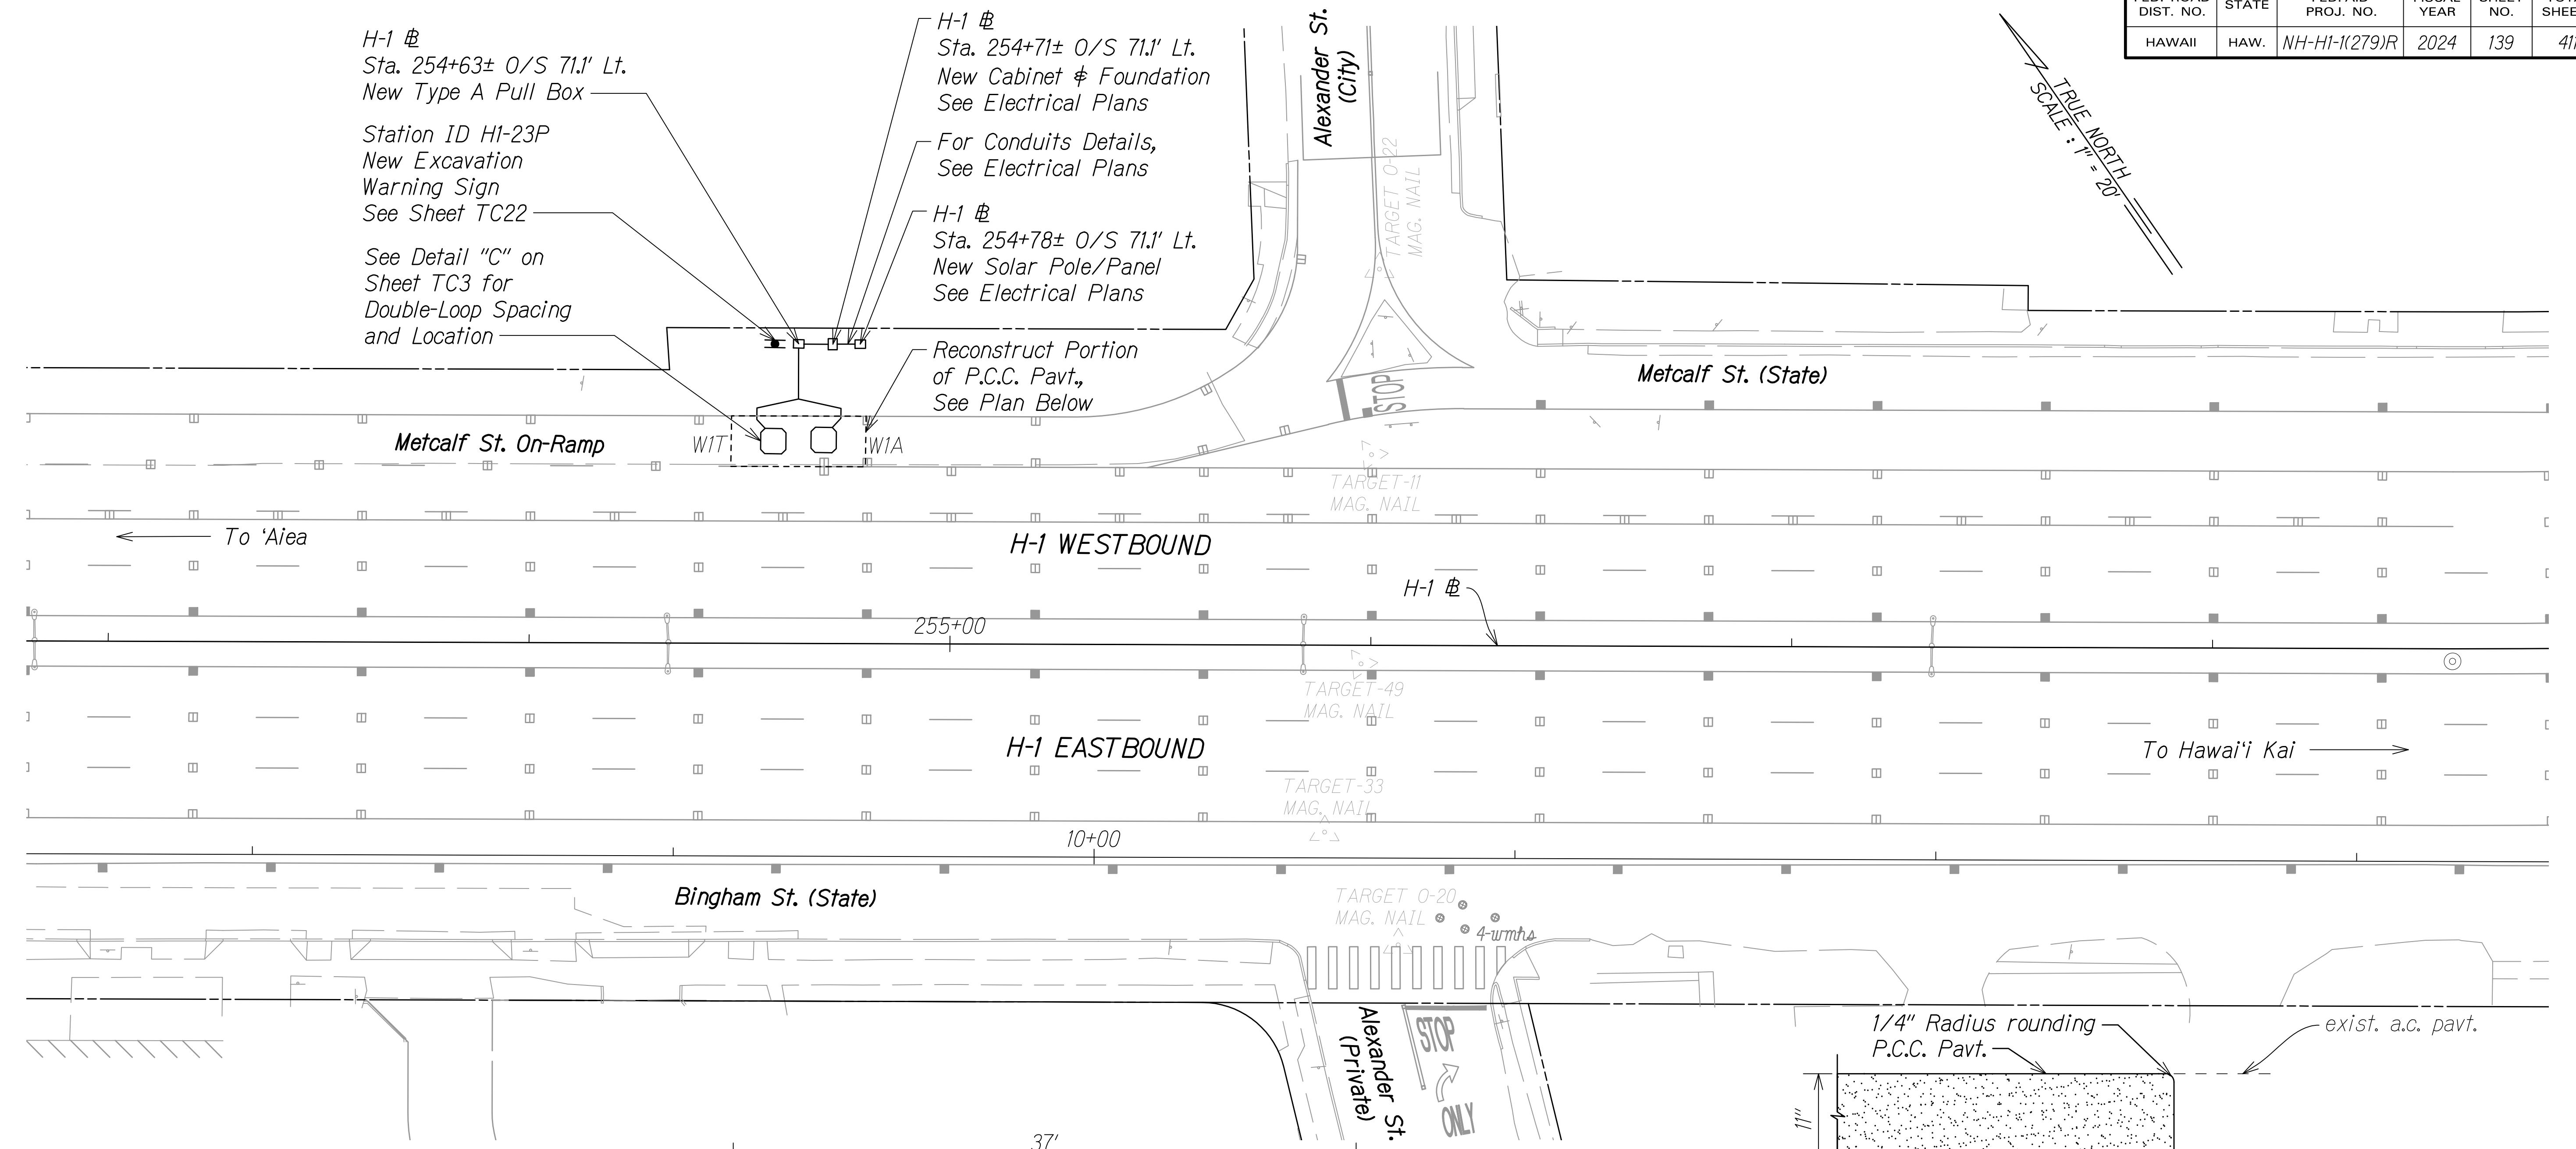 H-1 ℄
Sta. 254+63± O/S 71.1' Lt.
New Type A Pull Box
Station ID H1-23P
New Excavation
Warning Sign
See Sheet TC22
See Detail "C" on
Sheet TC3 for
Double-Loop Spacing
and Location
H-1 ℄
Sta. 254+71± O/S 71.1' Lt.
New Cabinet & Foundation
See Electrical Plans
For Conduits Details,
See Electrical Plans
H-1 ℄
Sta. 254+78± O/S 71.1' Lt.
New Solar Pole/Panel
See Electrical Plans
Reconstruct Portion
of P.C.C. Pavt.,
See Plan Below
Alexander St.
(City)
TARGET O-22
MAG. NAIL
TRUE NORTH
SCALE : 1" = 20'
DIST. NO.
STATE
PROJ. NO.
YEAR
NO.
HAWAII
HAW.
NH-H1-1(279)R
2024
139
411
STOP
Metcalf St. (State)
Metcalf St. On-Ramp
W1T
W1A
TARGET-11
MAG. NAIL
To ʻAiea
H-1 WESTBOUND
H-1 ℄
255+00
TARGET-49
MAG. NAIL
H-1 EASTBOUND
To Hawaiʻi Kai
TARGET-33
MAG. NAIL
10+00
Bingham St. (State)
TARGET O-20
MAG. NAIL
4-wmhs
Alexander St.
(Private)
STOP
ONLY
1/4" Radius rounding
P.C.C. Pavt.
exist. a.c. pavt.
11"
37'